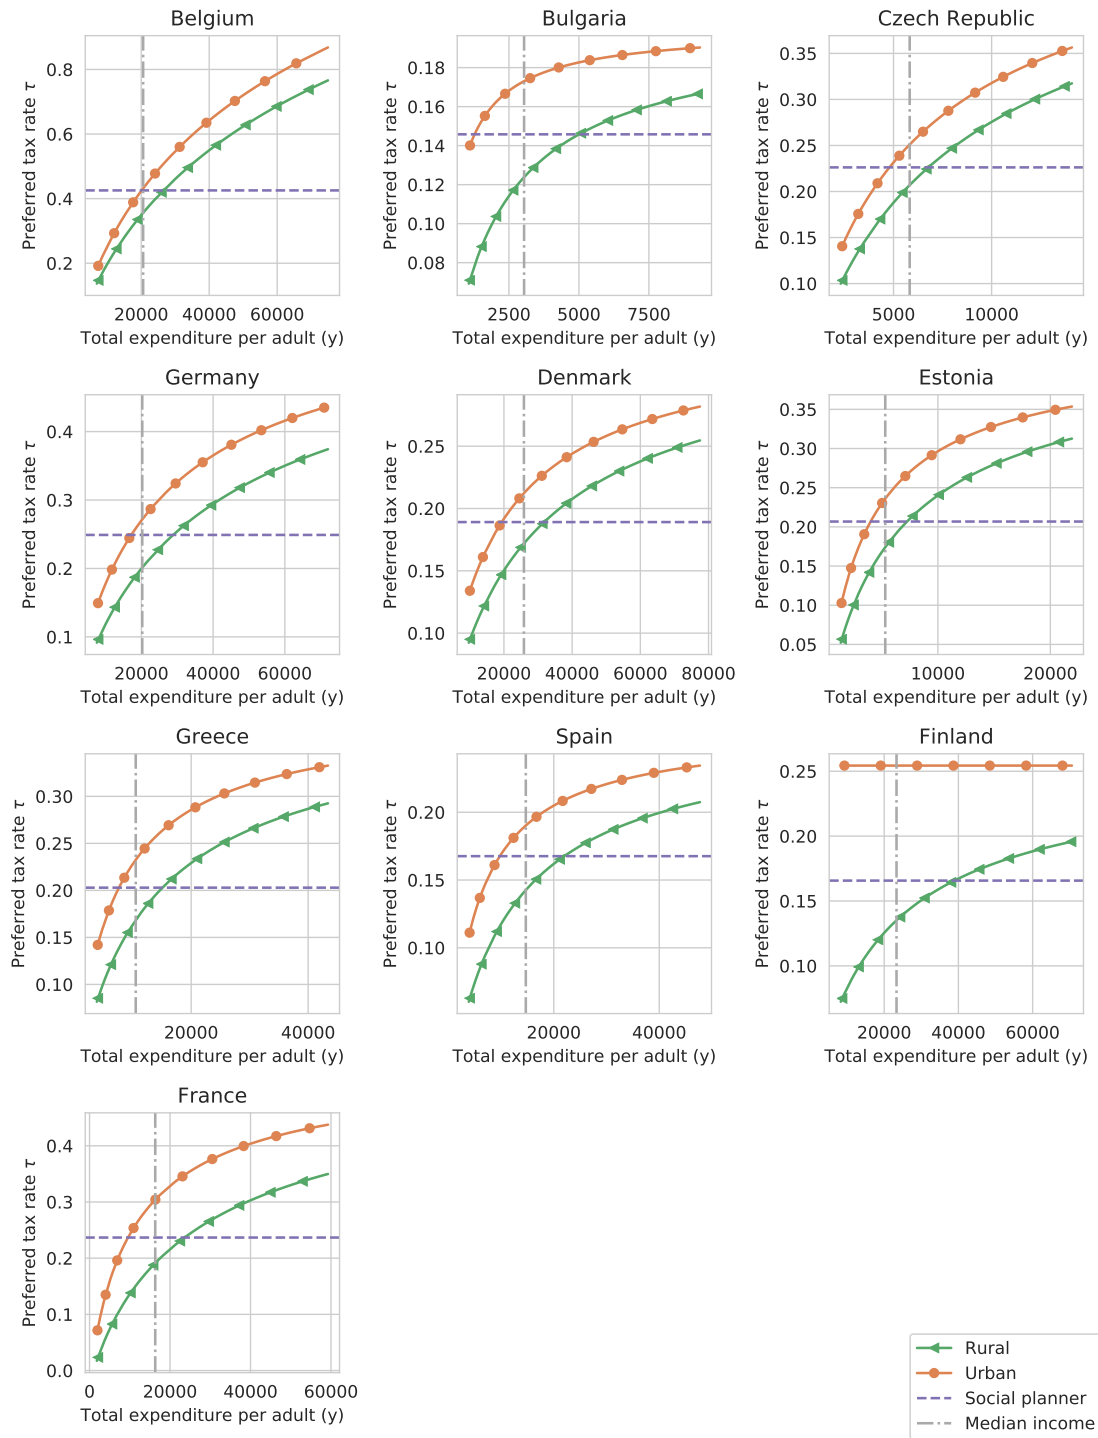 Belgium
Preferred tax rate τ
0.8
0.6
0.4
0.2
20000 40000 60000
Total expenditure per adult (y)
Bulgaria
Preferred tax rate τ
0.18
0.16
0.14
0.12
0.10
0.08
2500 5000 7500
Total expenditure per adult (y)
Czech Republic
Preferred tax rate τ
0.35
0.30
0.25
0.20
0.15
0.10
5000 10000
Total expenditure per adult (y)
Germany
Preferred tax rate τ
0.4
0.3
0.2
0.1
20000 40000 60000
Total expenditure per adult (y)
Denmark
Preferred tax rate τ
0.25
0.20
0.15
0.10
20000 40000 60000 80000
Total expenditure per adult (y)
Estonia
Preferred tax rate τ
0.35
0.30
0.25
0.20
0.15
0.10
0.05
10000 20000
Total expenditure per adult (y)
Greece
Preferred tax rate τ
0.30
0.25
0.20
0.15
0.10
20000 40000
Total expenditure per adult (y)
Spain
Preferred tax rate τ
0.20
0.15
0.10
20000 40000
Total expenditure per adult (y)
Finland
Preferred tax rate τ
0.25
0.20
0.15
0.10
20000 40000 60000
Total expenditure per adult (y)
France
Preferred tax rate τ
0.4
0.3
0.2
0.1
0.0
0 20000 40000 60000
Total expenditure per adult (y)
Rural
Urban
Social planner
Median income